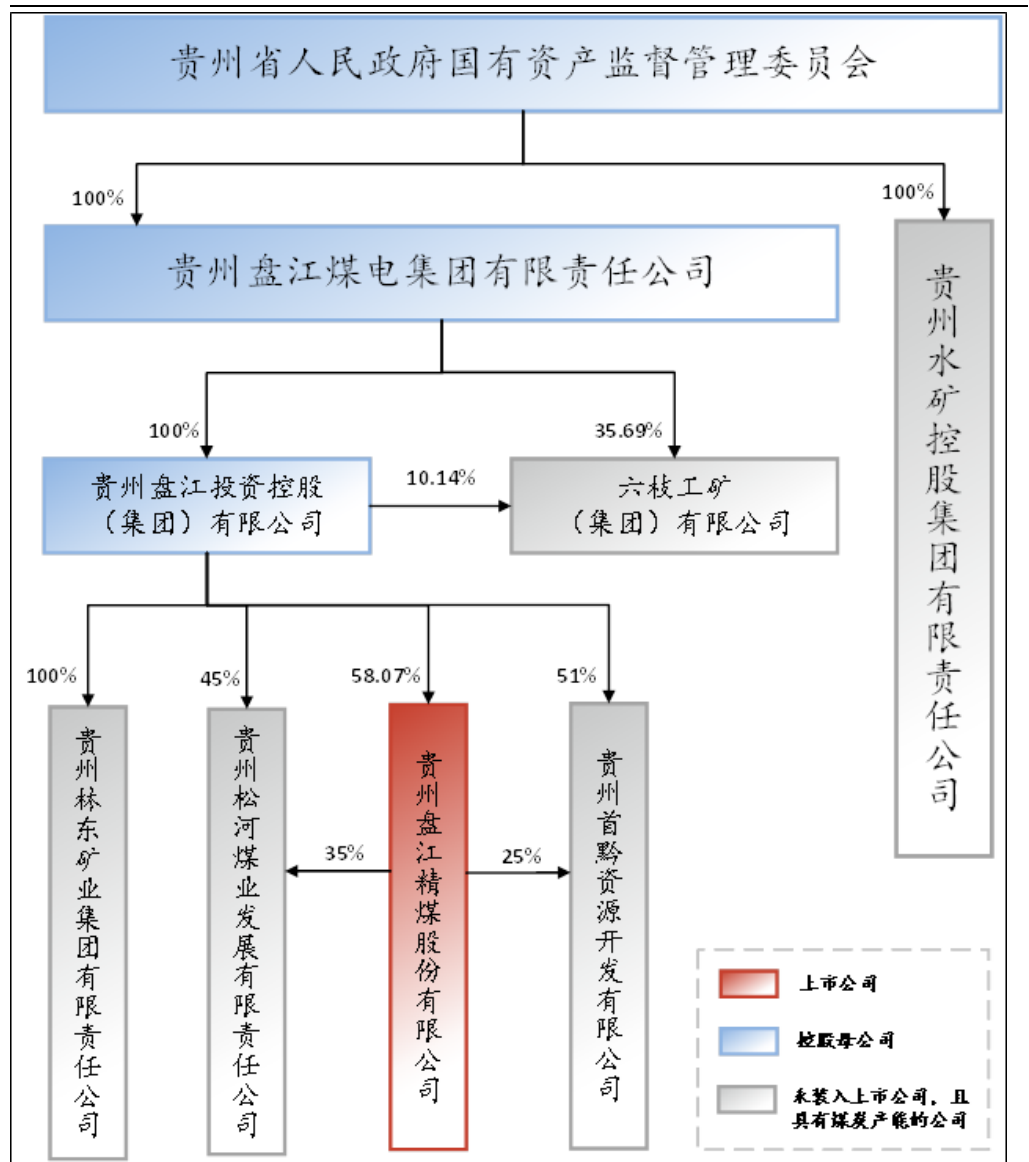 贵州省人民政府国有资产监督管理委员会
100%
100%
贵州盘江煤电集团有限责任公司
贵州水矿控股集团有限责任公司
100%
35.69%
贵州盘江投资控股
（集团）有限公司
10.14%
六枝工矿
（集团）有限公司
100%
45%
58.07%
51%
贵州林东矿业集团有限责任公司
贵州松河煤业发展有限责任公司
35%
贵州盘江精煤股份有限公司
25%
贵州首黔资源开发有限公司
上市公司
控股母公司
未装入上市公司，且
具有煤炭产能的公司